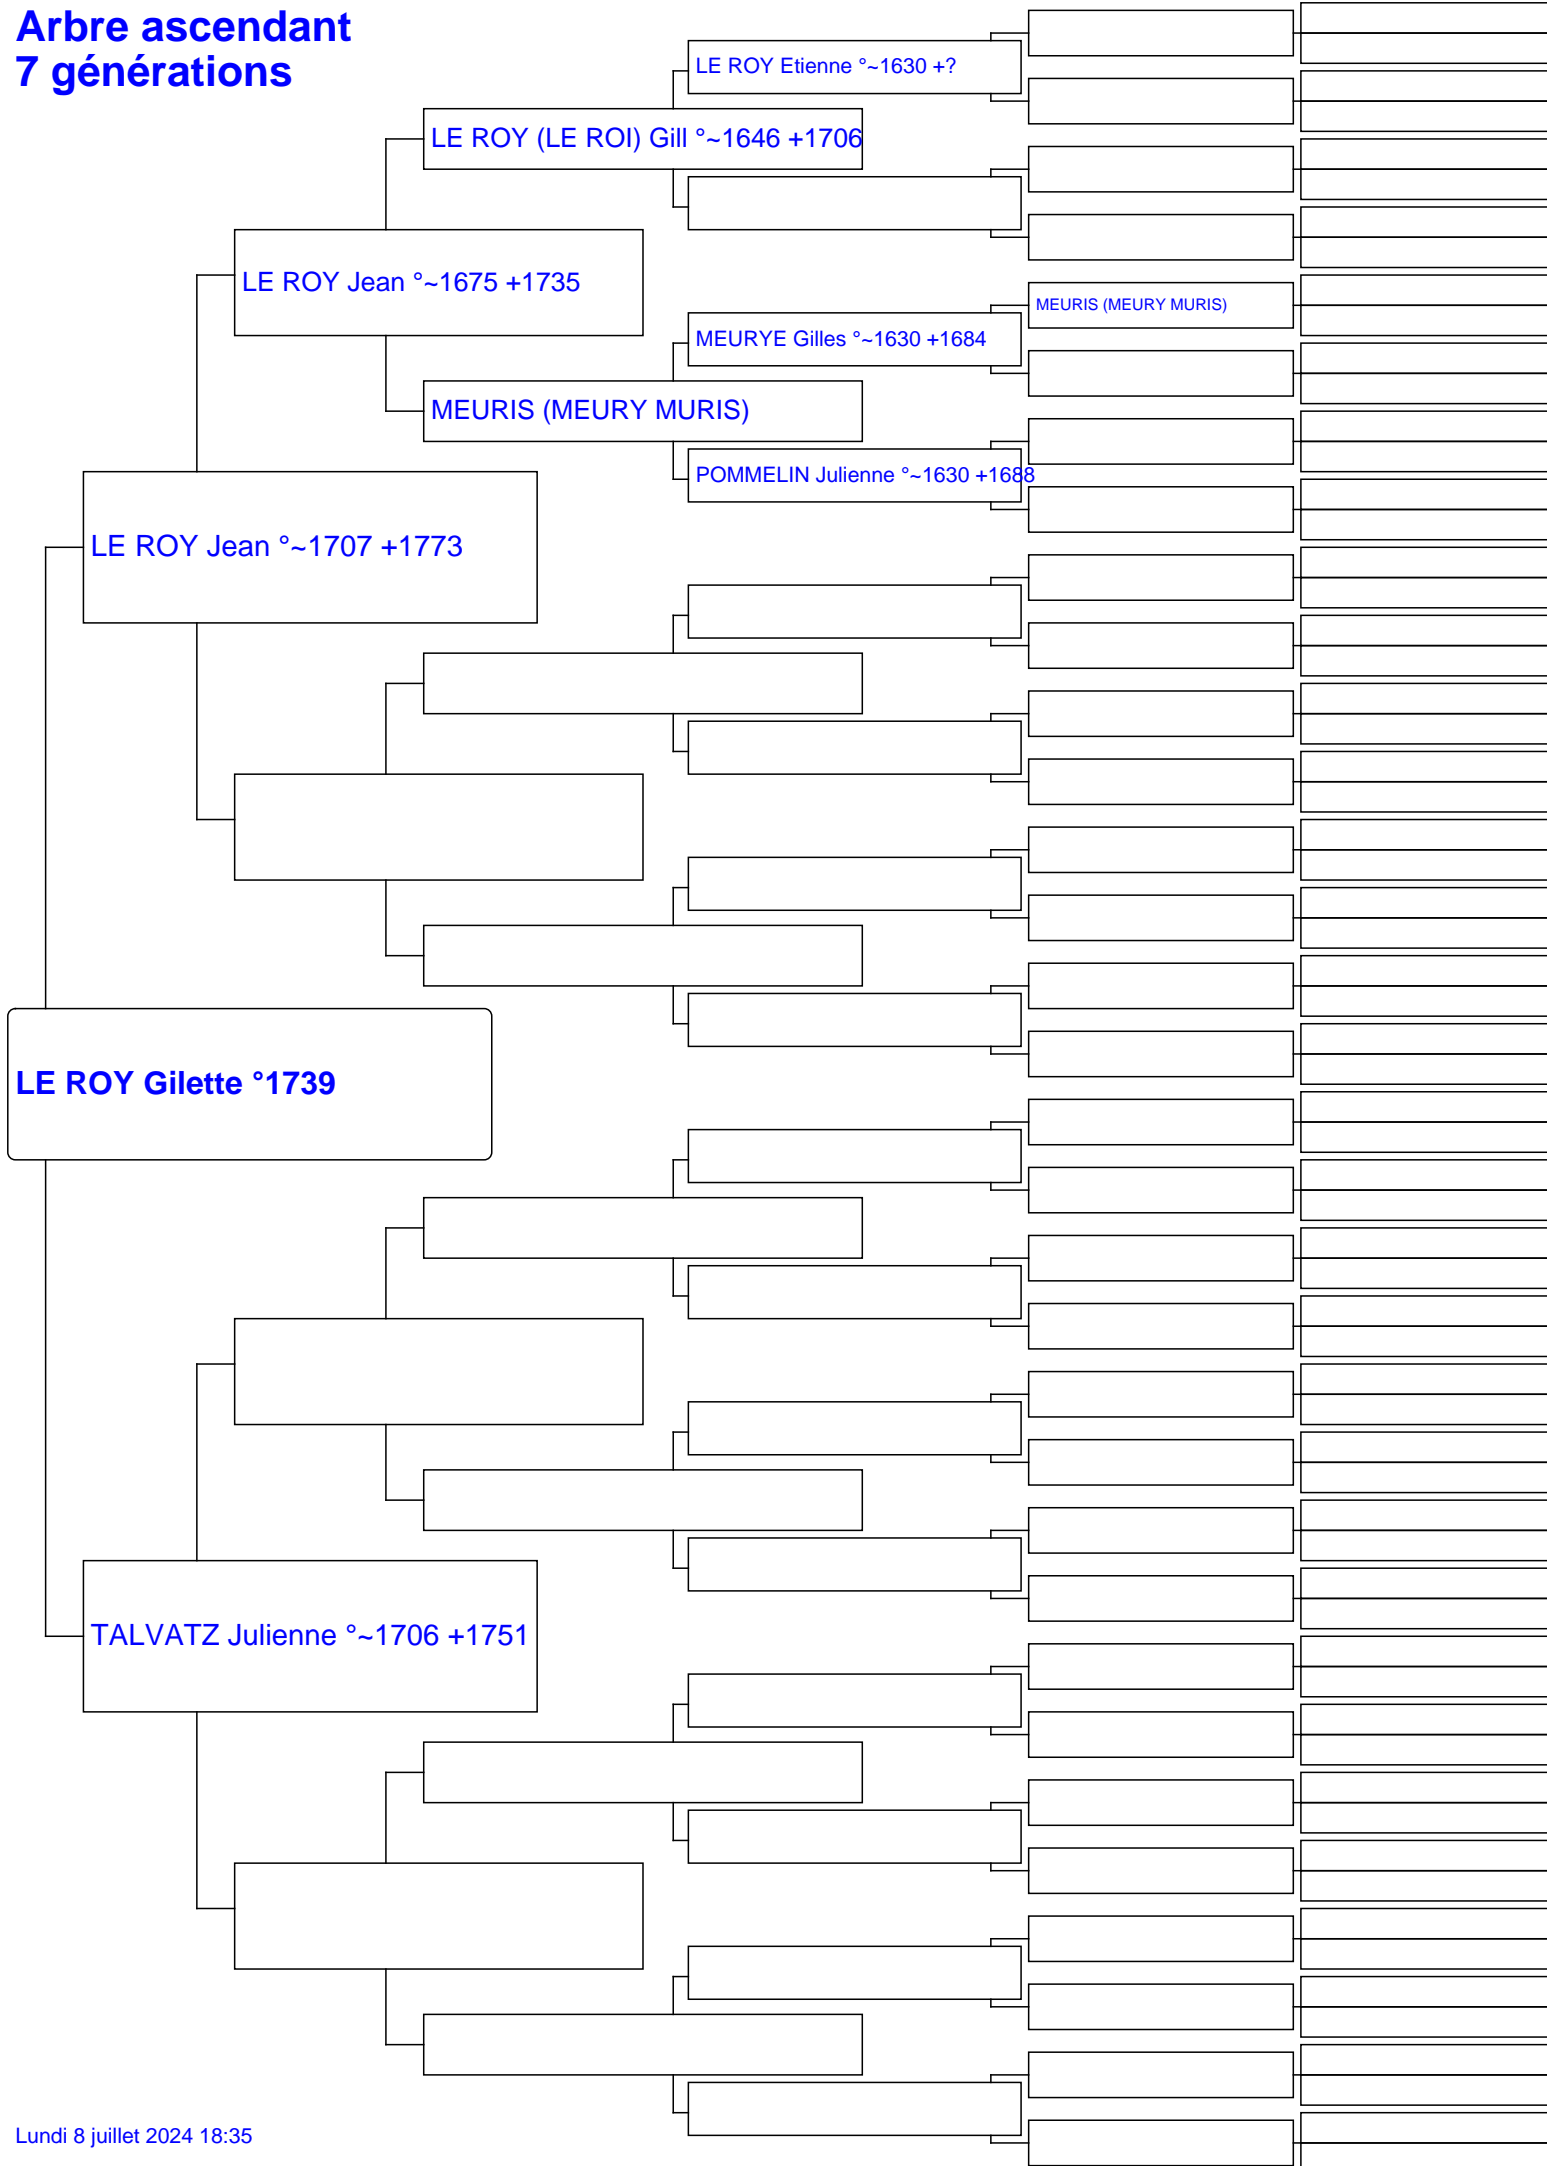 Arbre ascendant
7 générations
LE ROY Etienne °~1630 +?
LE ROY (LE ROI) Gill °~1646 +1706
LE ROY Jean °~1675 +1735
MEURIS (MEURY MURIS)
MEURYE Gilles °~1630 +1684
MEURIS (MEURY MURIS)
POMMELIN Julienne °~1630 +1688
LE ROY Jean °~1707 +1773
LE ROY Gilette °1739
TALVATZ Julienne °~1706 +1751
Lundi 8 juillet 2024 18:35